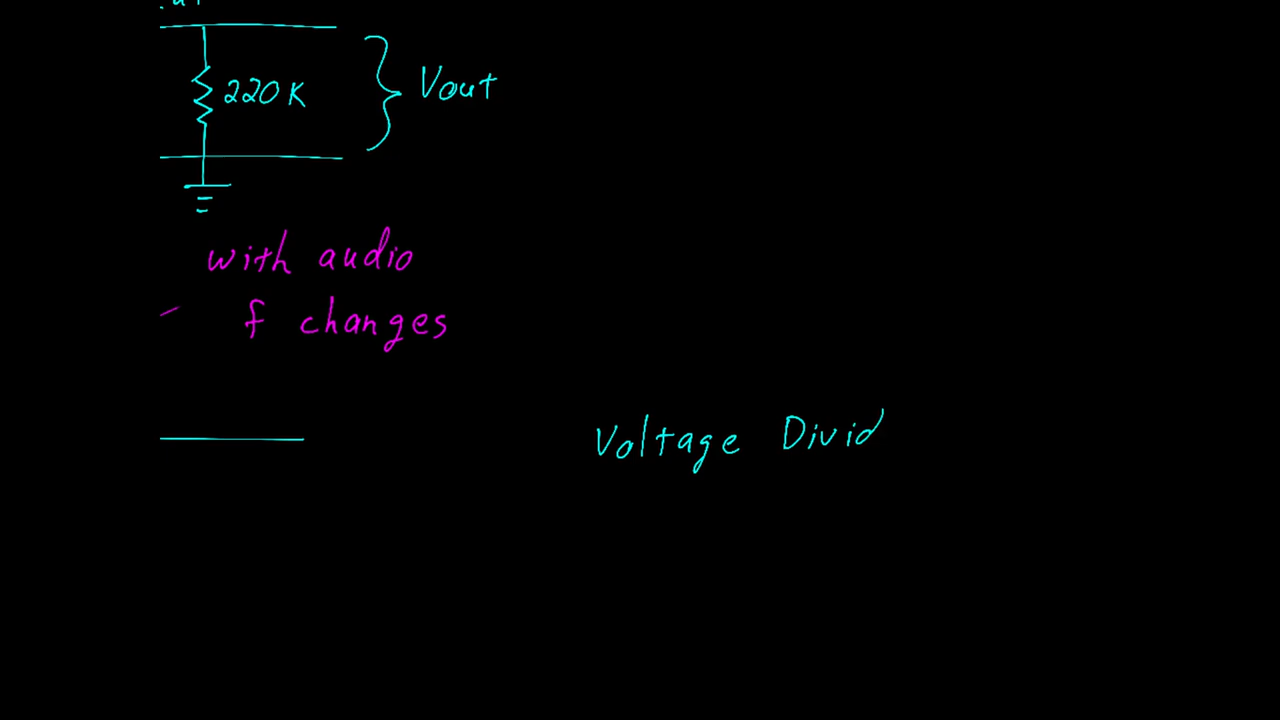 220K
Vout
with audio
f changes
Voltage Divid